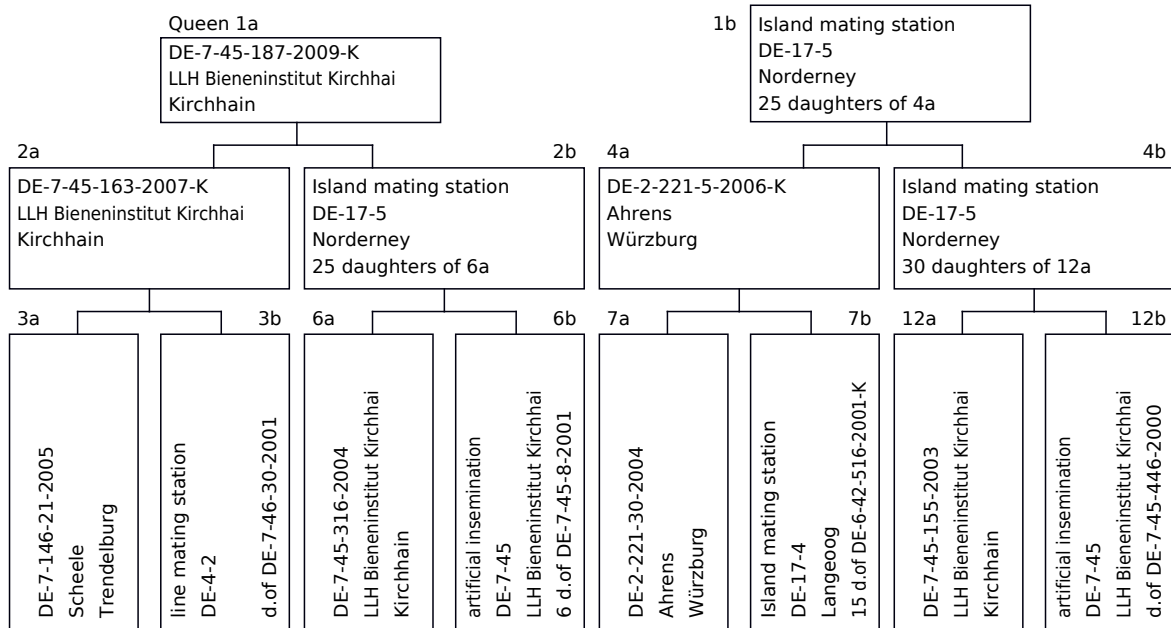 Queen 1a
DE-7-45-187-2009-K
LLH Bieneninstitut Kirchhai
Kirchhain
1b
Island mating station
DE-17-5
Norderney
25 daughters of 4a
2a
DE-7-45-163-2007-K
LLH Bieneninstitut Kirchhai
Kirchhain
2b
Island mating station
DE-17-5
Norderney
25 daughters of 6a
4a
DE-2-221-5-2006-K
Ahrens
Würzburg
4b
Island mating station
DE-17-5
Norderney
30 daughters of 12a
3a
DE-7-146-21-2005
Scheele
Trendelburg
3b
line mating station
DE-4-2
d.of DE-7-46-30-2001
6a
DE-7-45-316-2004
LLH Bieneninstitut Kirchhai
Kirchhain
6b
artificial insemination
DE-7-45
LLH Bieneninstitut Kirchhai
6 d.of DE-7-45-8-2001
7a
DE-2-221-30-2004
Ahrens
Würzburg
7b
Island mating station
DE-17-4
Langeoog
15 d.of DE-6-42-516-2001-K
12a
DE-7-45-155-2003
LLH Bieneninstitut Kirchhai
Kirchhain
12b
artificial insemination
DE-7-45
LLH Bieneninstitut Kirchhai
d.of DE-7-45-446-2000